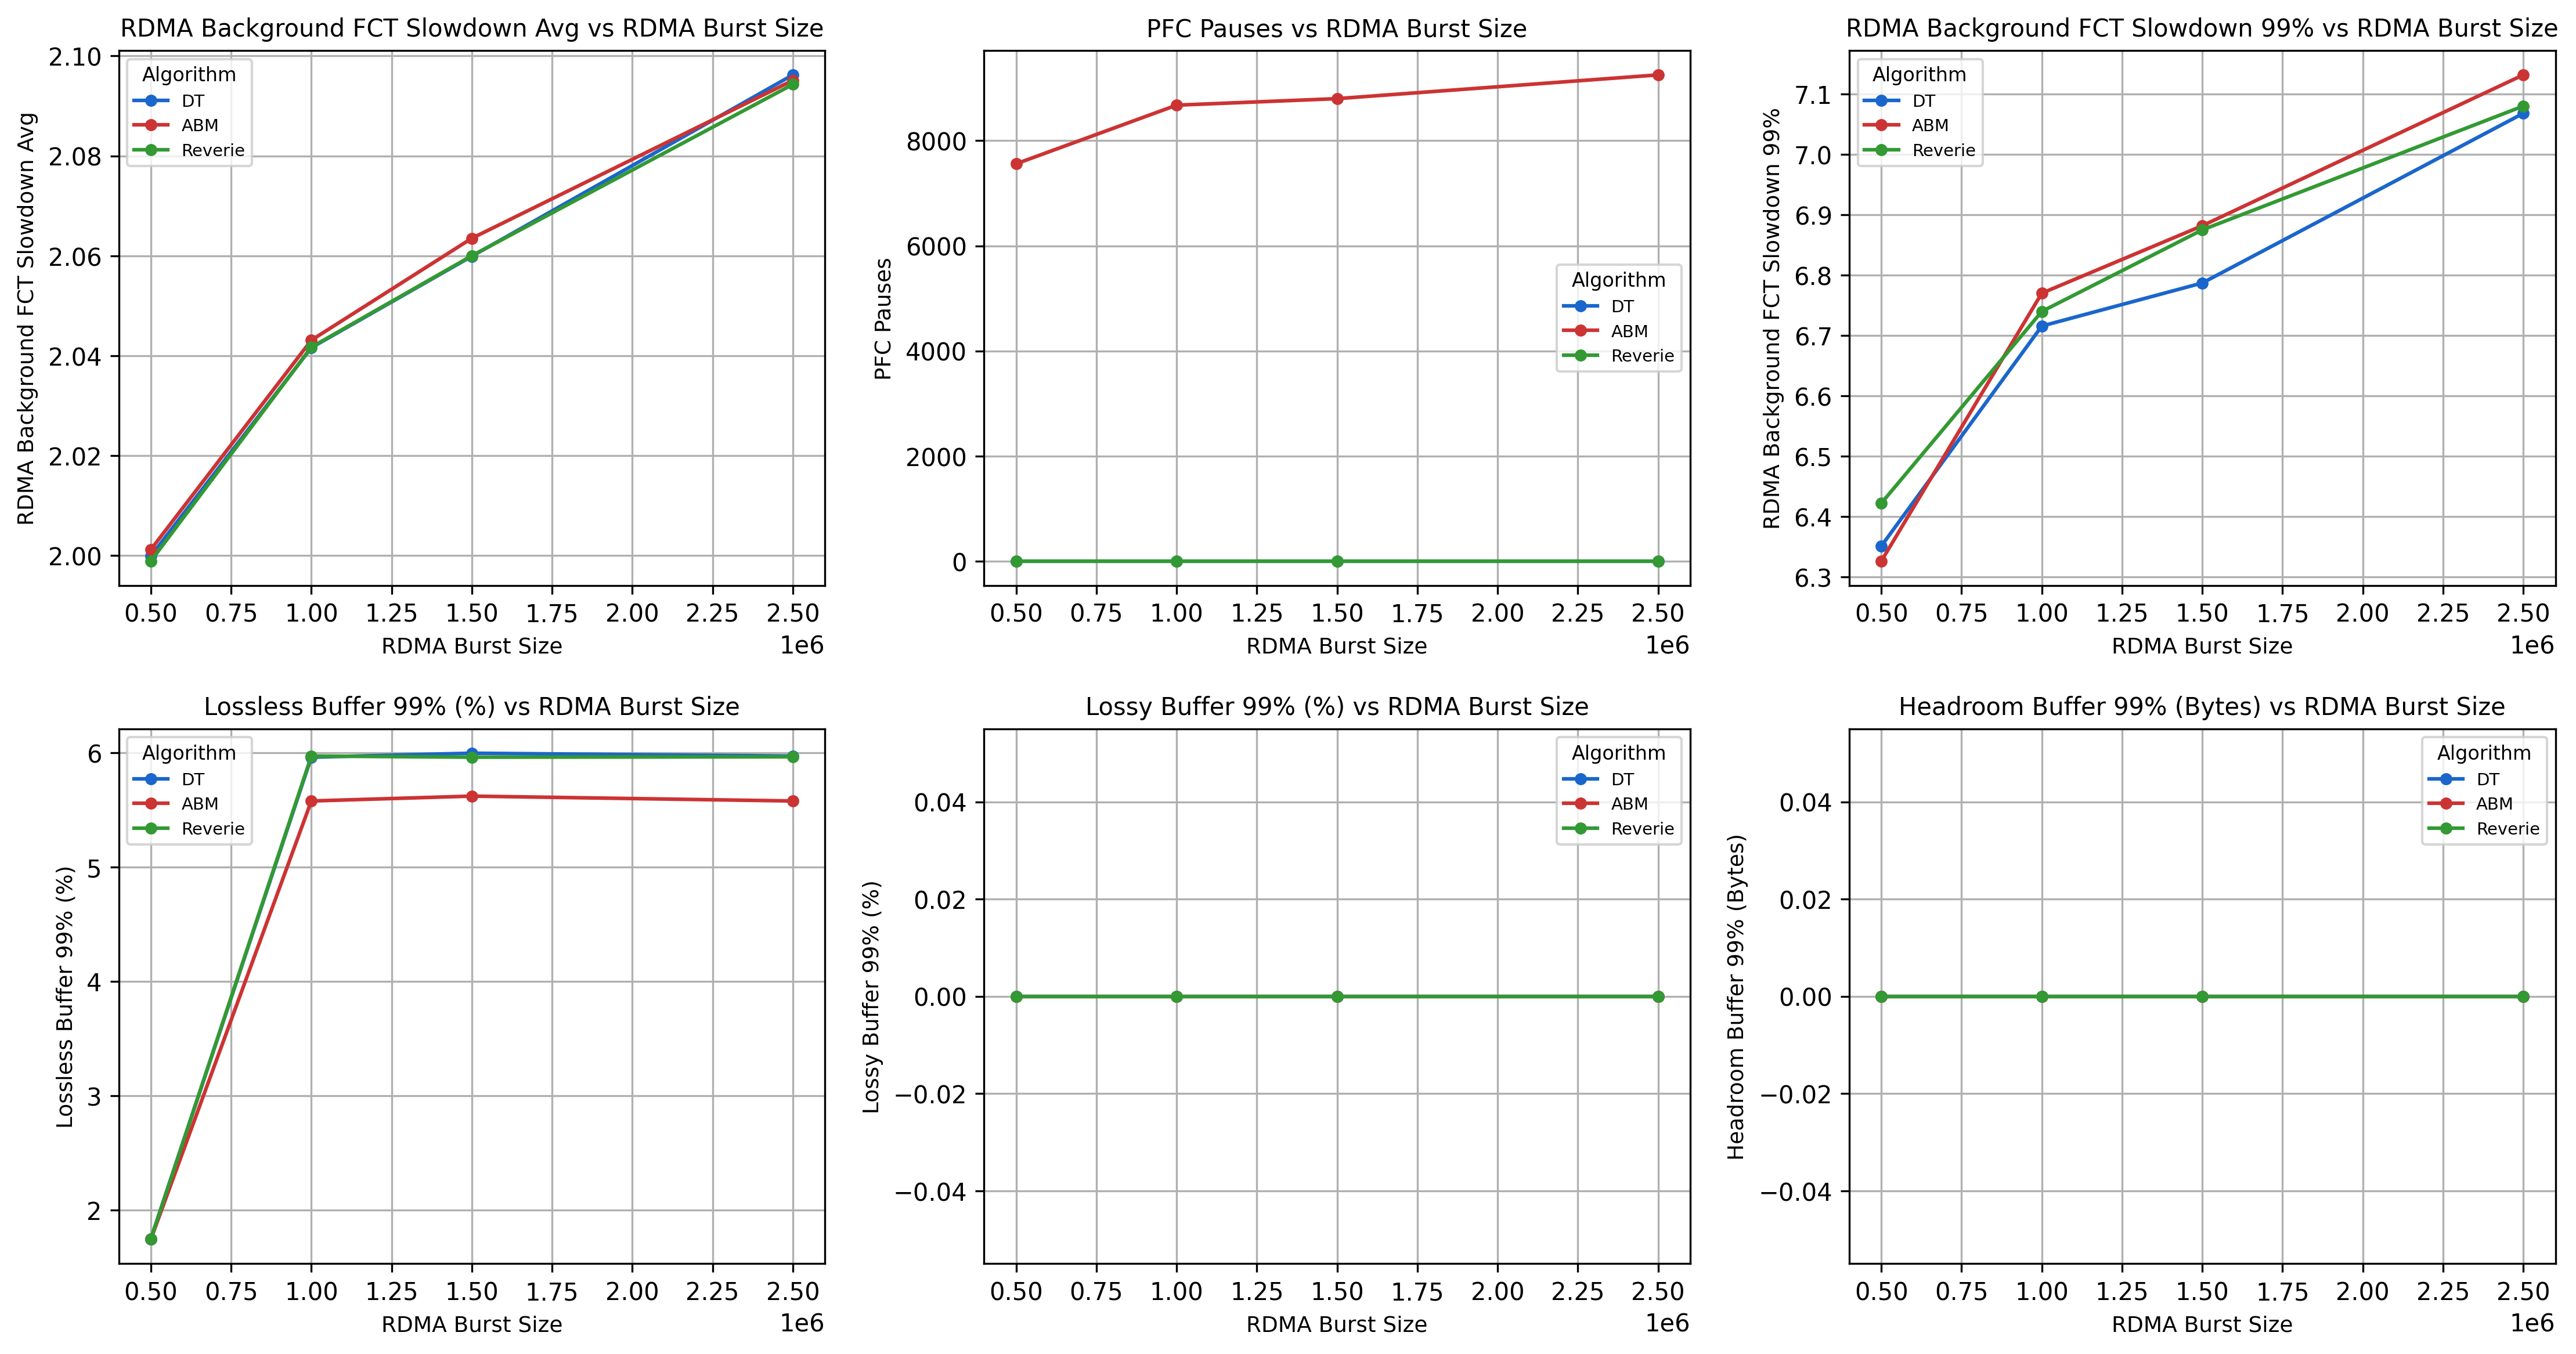 RDMA Background FCT Slowdown Avg vs RDMA Burst Size
RDMA Background FCT Slowdown Avg
2.10
2.08
2.06
2.04
2.02
2.00
Algorithm
DT
ABM
Reverie
0.50 0.75 1.00 1.25 1.50 1.75 2.00 2.25 2.50
RDMA Burst Size
1e6
PFC Pauses vs RDMA Burst Size
PFC Pauses
8000
6000
4000
2000
0
Algorithm
DT
ABM
Reverie
0.50 0.75 1.00 1.25 1.50 1.75 2.00 2.25 2.50
RDMA Burst Size
1e6
RDMA Background FCT Slowdown 99% vs RDMA Burst Size
RDMA Background FCT Slowdown 99%
7.1
7.0
6.9
6.8
6.7
6.6
6.5
6.4
6.3
Algorithm
DT
ABM
Reverie
0.50 0.75 1.00 1.25 1.50 1.75 2.00 2.25 2.50
RDMA Burst Size
1e6
Lossless Buffer 99% (%) vs RDMA Burst Size
Lossless Buffer 99% (%)
6
5
4
3
2
Algorithm
DT
ABM
Reverie
0.50 0.75 1.00 1.25 1.50 1.75 2.00 2.25 2.50
RDMA Burst Size
1e6
Lossy Buffer 99% (%) vs RDMA Burst Size
Lossy Buffer 99% (%)
0.04
0.02
0.00
−0.02
−0.04
Algorithm
DT
ABM
Reverie
0.50 0.75 1.00 1.25 1.50 1.75 2.00 2.25 2.50
RDMA Burst Size
1e6
Headroom Buffer 99% (Bytes) vs RDMA Burst Size
Headroom Buffer 99% (Bytes)
0.04
0.02
0.00
−0.02
−0.04
Algorithm
DT
ABM
Reverie
0.50 0.75 1.00 1.25 1.50 1.75 2.00 2.25 2.50
RDMA Burst Size
1e6